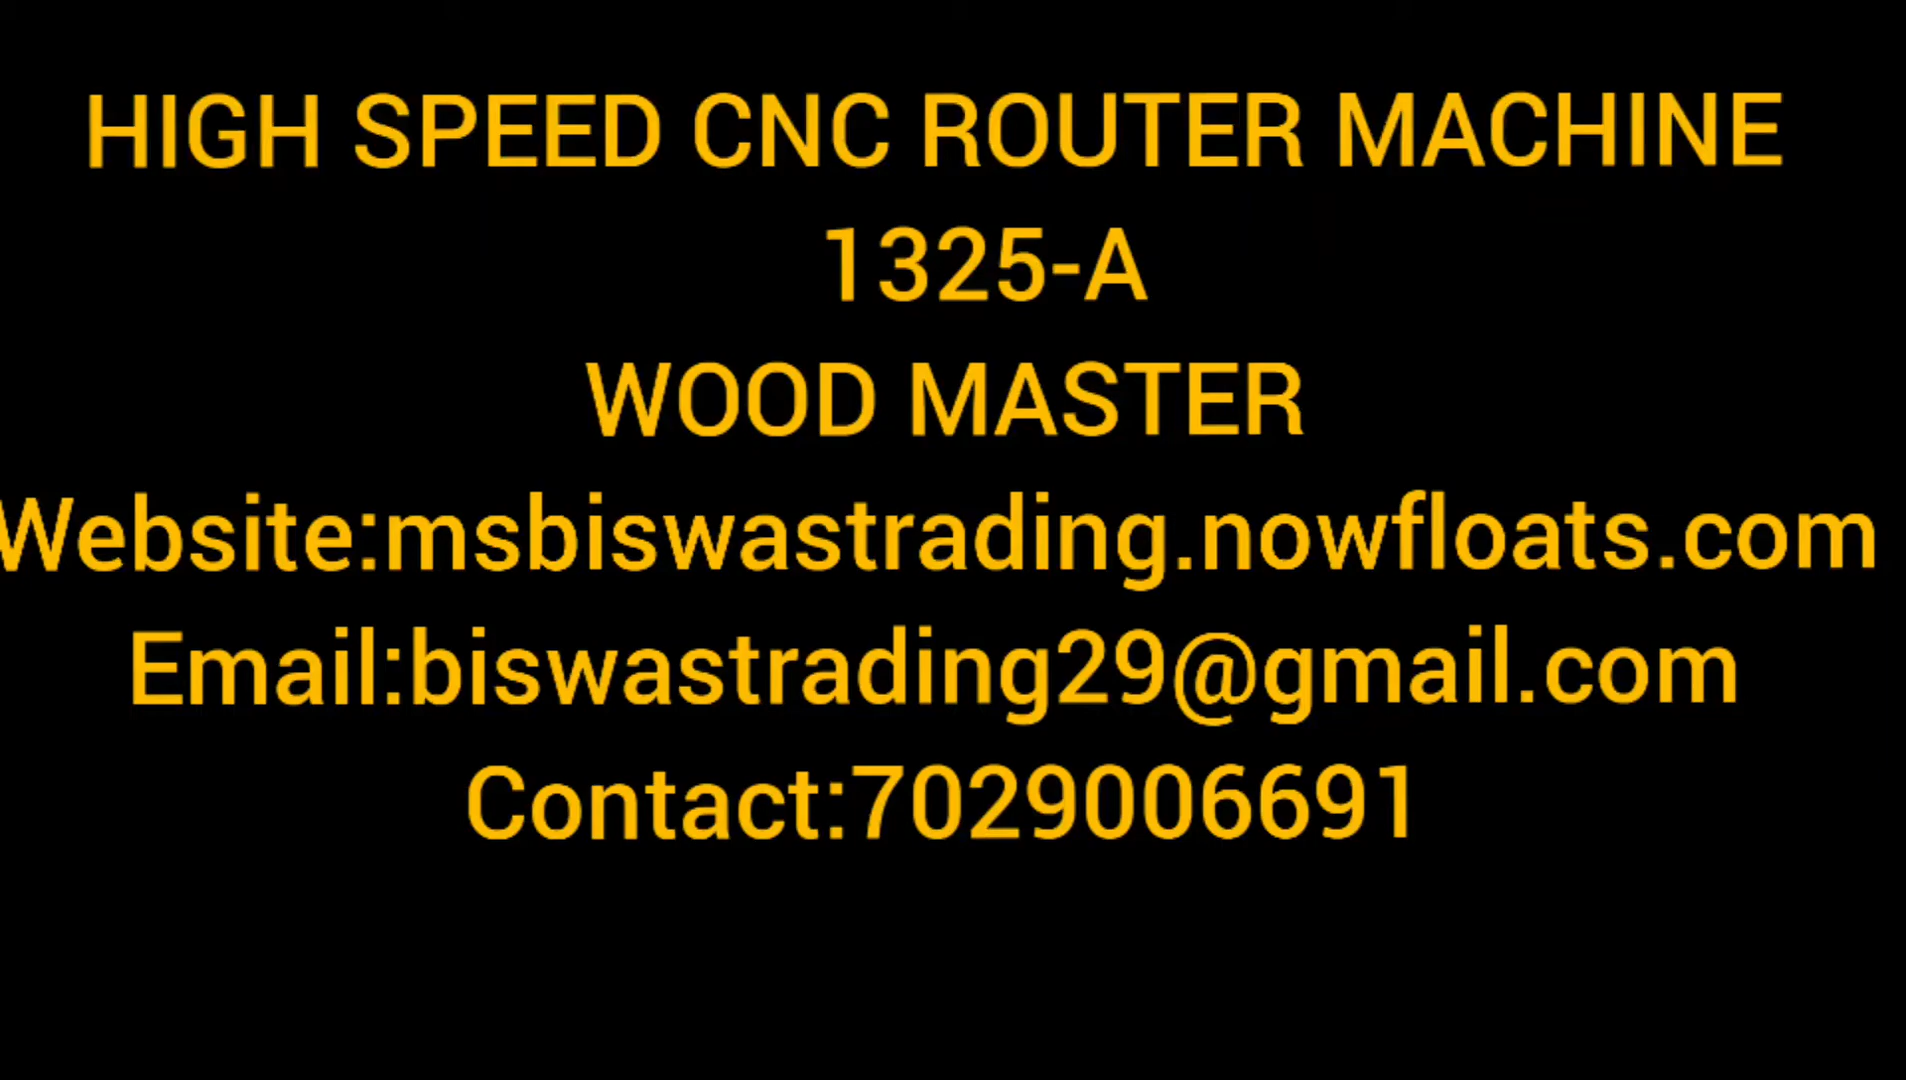 HIGH SPEED CNC ROUTER MACHINE
1325-A
WOOD MASTER
Website:msbiswastrading.nowfloats.com
Email:biswastrading29@gmail.com
Contact:7029006691